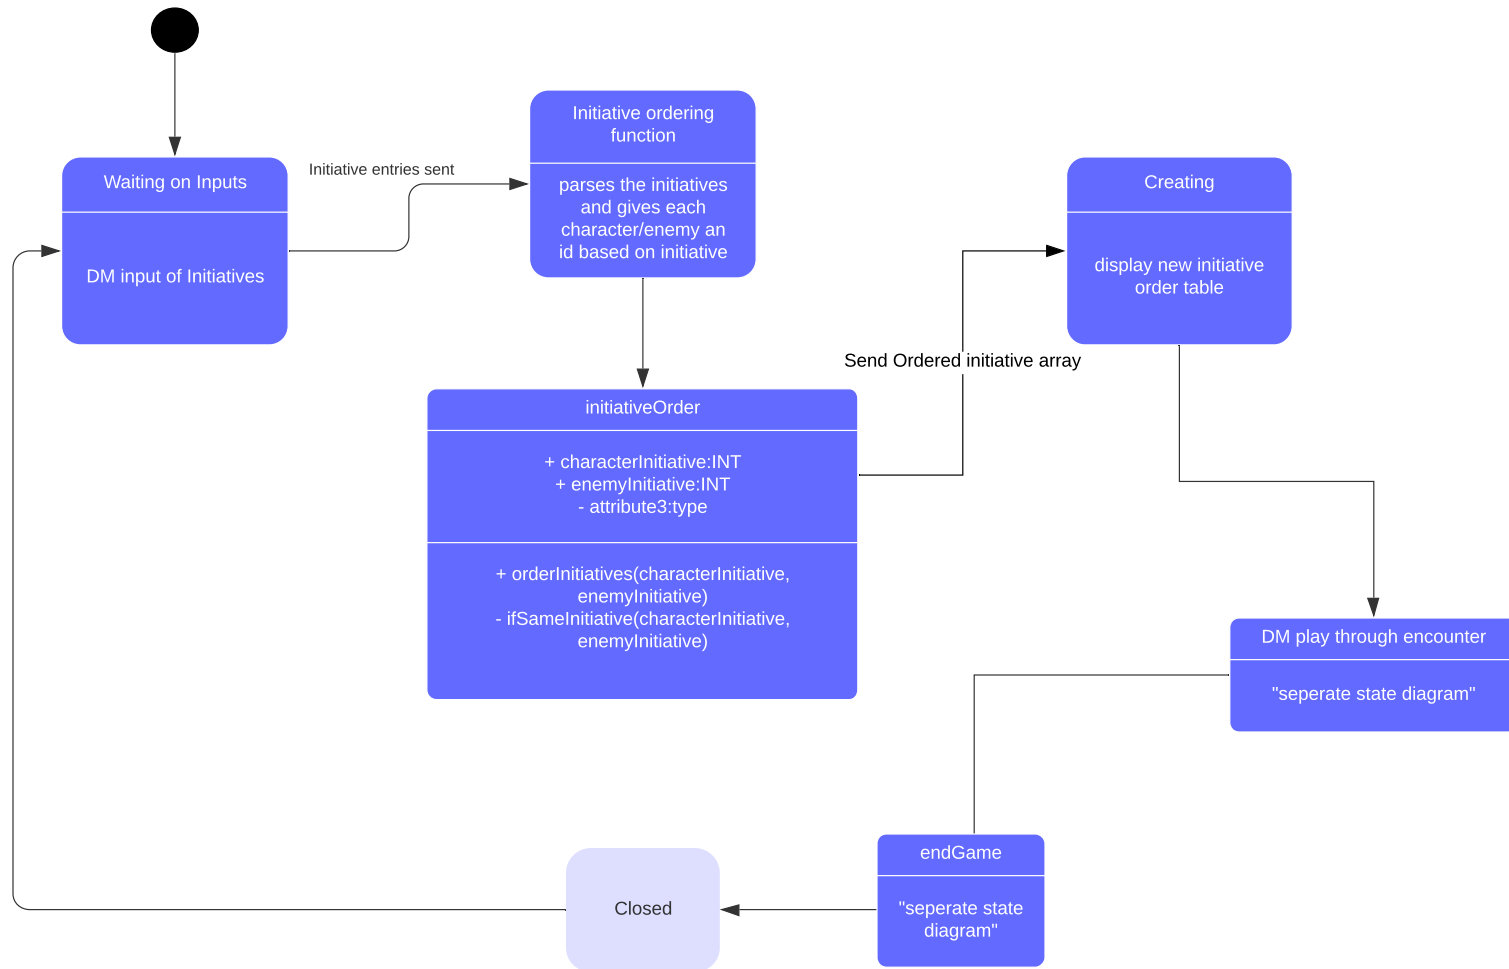 Waiting on Inputs
DM input of Initiatives
Initiative entries sent
Initiative ordering
function
parses the initiatives
and gives each
character/enemy an
id based on initiative
initiativeOrder
+ characterInitiative:INT
+ enemyInitiative:INT
- attribute3:type
+ orderInitiatives(characterInitiative,
enemyInitiative)
- ifSameInitiative(characterInitiative,
enemyInitiative)
Send Ordered initiative array
Creating
display new initiative
order table
DM play through encounter
"seperate state diagram"
endGame
"seperate state
diagram"
Closed